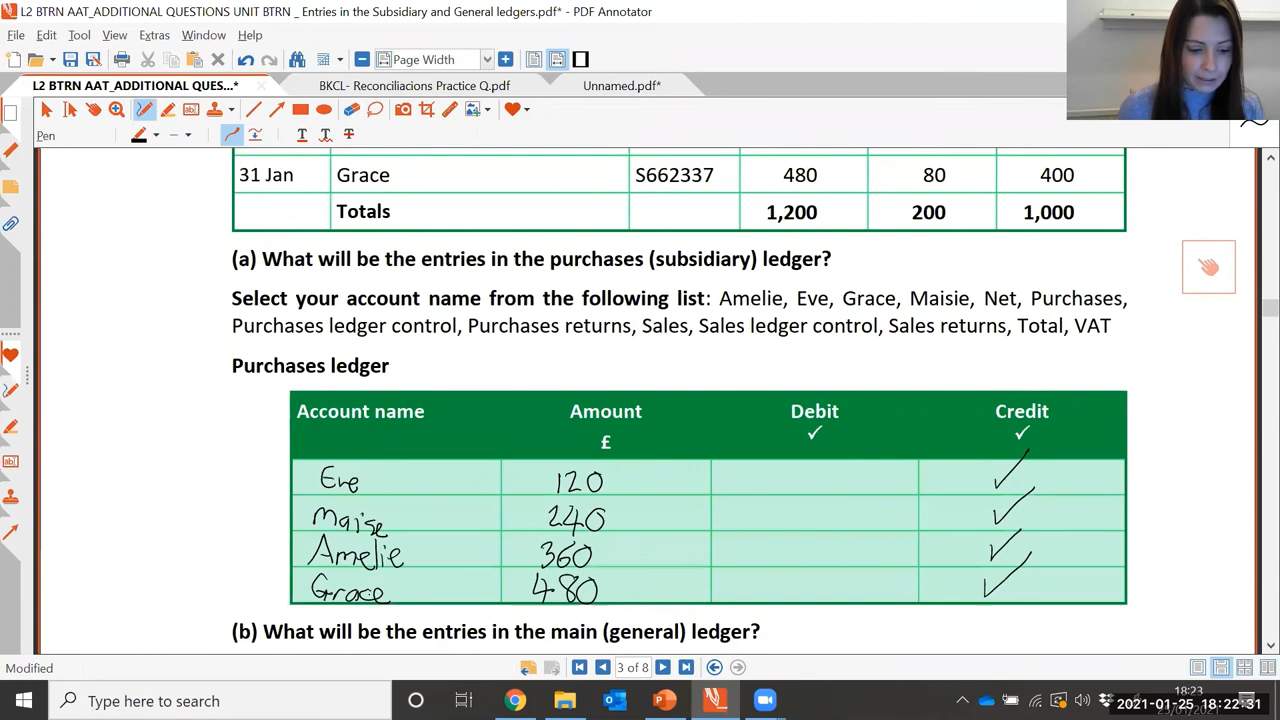 L2 BTRN AAT_ADDITIONAL QUESTIONS UNIT BTRN _ Entries in the Subsidiary and General ledgers.pdf* - PDF Annotator
File Edit Tool View Extras Window Help
Page Width
L2 BTRN AAT_ADDITIONAL QUES...* BKCL- Reconciliacions Practice Q.pdf Unnamed.pdf*
Pen
31 Jan Grace S662337 480 80 400
Totals 1,200 200 1,000
(a) What will be the entries in the purchases (subsidiary) ledger?
Select your account name from the following list: Amelie, Eve, Grace, Maisie, Net, Purchases,
Purchases ledger control, Purchases returns, Sales, Sales ledger control, Sales returns, Total, VAT
Purchases ledger
Account name Amount Debit Credit
£ ✓ ✓
Eve 120 ✓
Maise 240 ✓
Amelie 360 ✓
Grace 480 ✓
(b) What will be the entries in the main (general) ledger?
Modified 3 of 8
Type here to search 18:23
2021-01-25 18:22:31